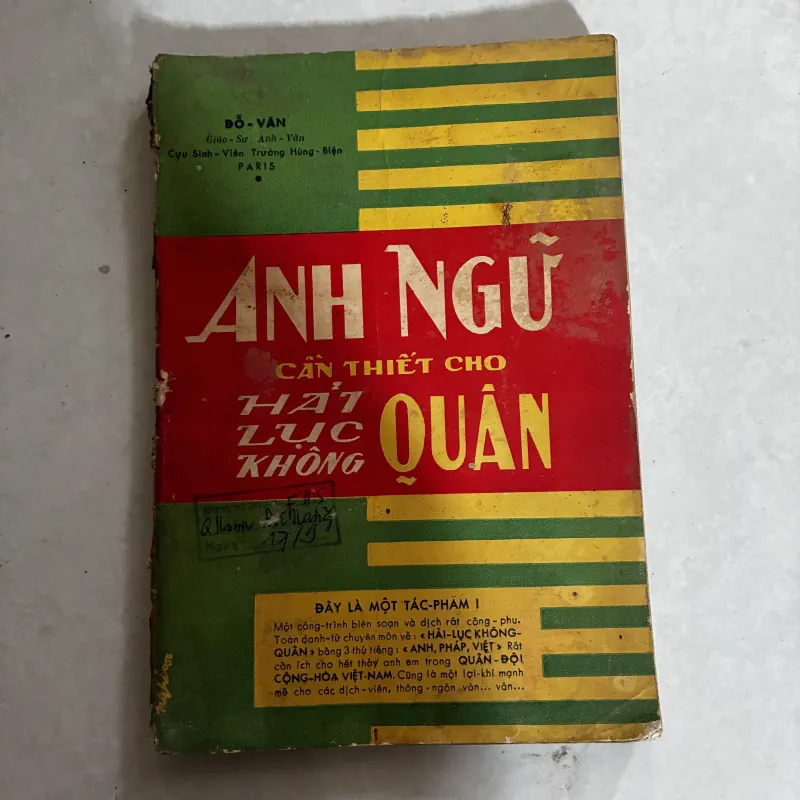 ĐỖ-VĂN
Giáo-Sư Anh-Văn
Cựu Sinh-Viên Trường Hùng-Biện
PARIS
ANH NGỮ
CẦN THIẾT CHO
HẢI
LỤC
KHÔNG
QUÂN
ĐÂY LÀ MỘT TÁC-PHẨM !
Một công-trình biên soạn và dịch rất công-phu.
Toàn danh-từ chuyên môn về: «HẢI-LỤC KHÔNG-
QUÂN» bằng 3 thứ tiếng: «ANH, PHÁP, VIỆT» Rất
cần ích cho hết thảy anh em trong QUÂN-ĐỘI
CỘNG-HÒA VIỆT-NAM. Cũng là một lợi-khí mạnh
mẽ cho các dịch-viên, thông-ngôn vân... vân...